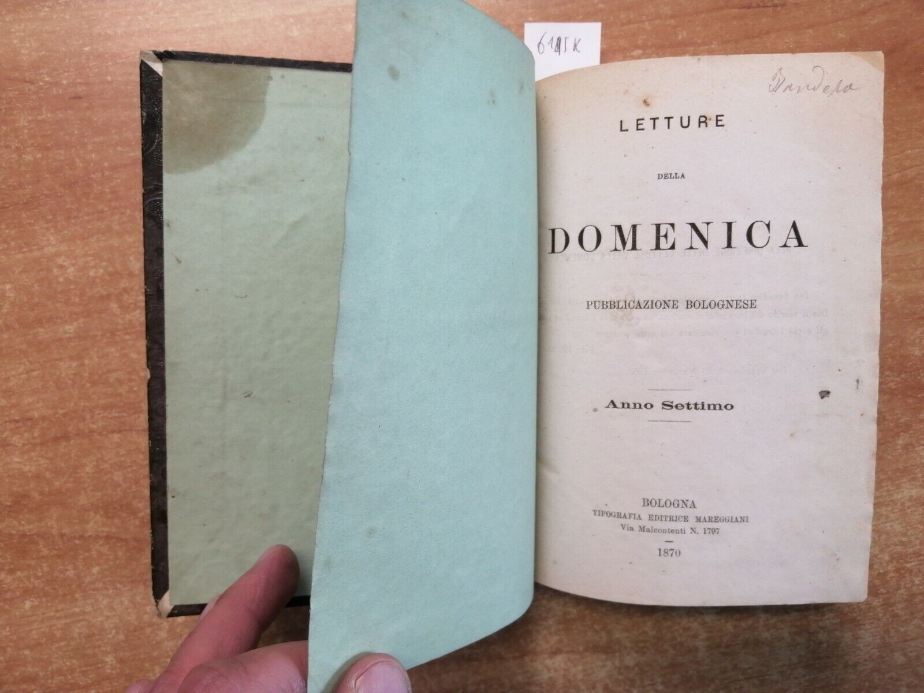 LETTURE
DELLA
DOMENICA
PUBBLICAZIONE BOLOGNESE
Anno Settimo
BOLOGNA
TIPOGRAFIA EDITRICE MAREGGIANI
Via Malcontenti N. 1797
1870